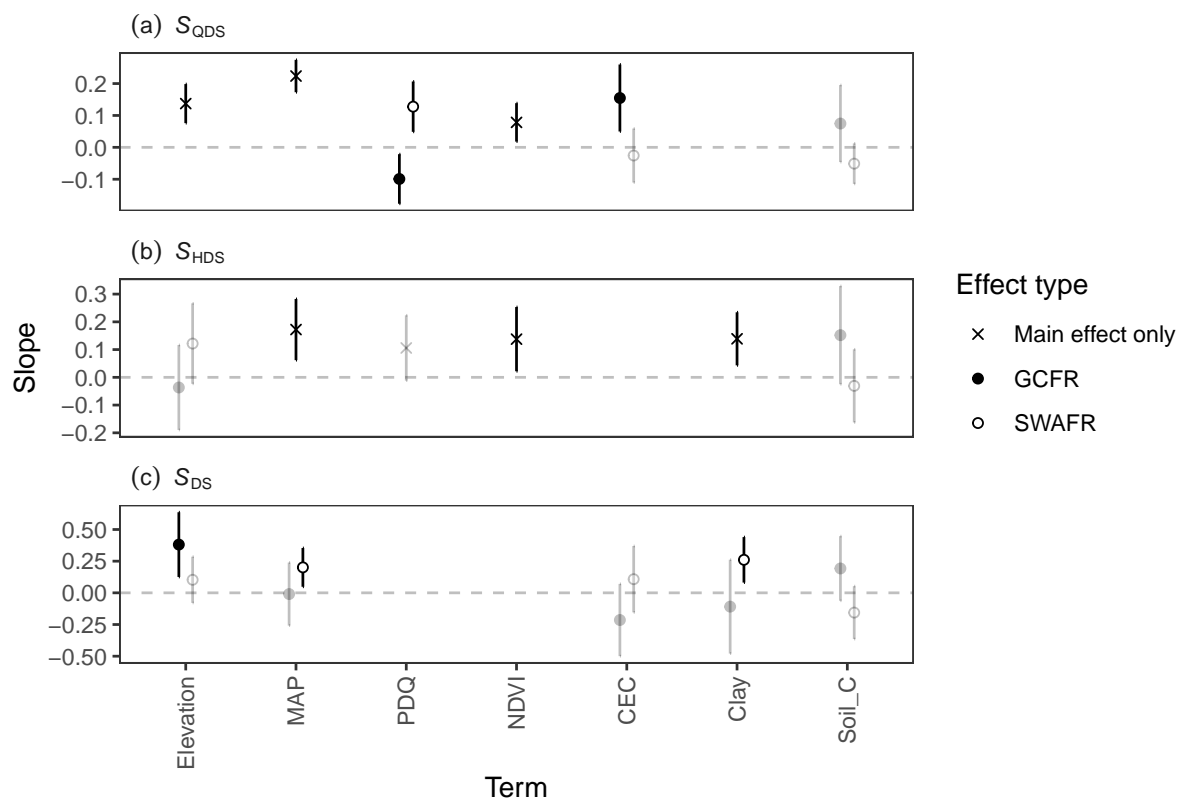 (a) S_QDS
0.2
0.1
0.0
−0.1
(b) S_HDS
0.3
0.2
0.1
0.0
−0.1
−0.2
(c) S_DS
0.50
0.25
0.00
−0.25
−0.50
Slope
Elevation
MAP
PDQ
NDVI
CEC
Clay
Soil_C
Term
Effect type
Main effect only
GCFR
SWAFR